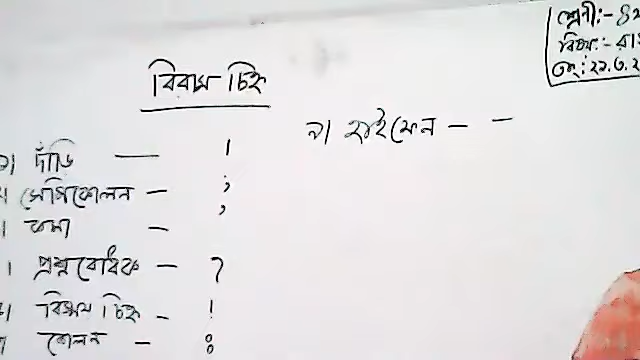 শ্রেণী:-
বিষয়:-
বিরাম চিহ্ন
দাঁড়ি — ।
সেমিকোলন — ;
কমা — ,
। প্রশ্নবোধক — ?
। বিস্ময় চিহ্ন - !
কোলন - :
। হাইফেন — -